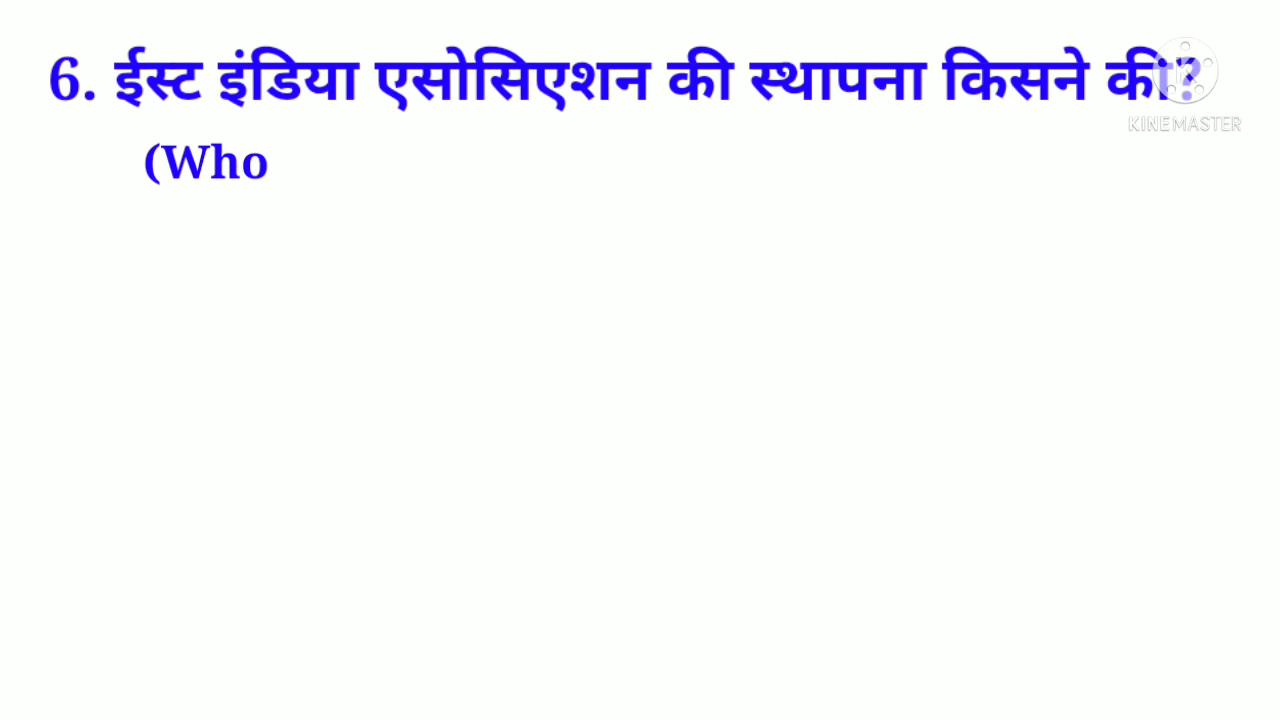 6. ईस्ट इंडिया एसोसिएशन की स्थापना किसने की?
(Who
KINEMASTER